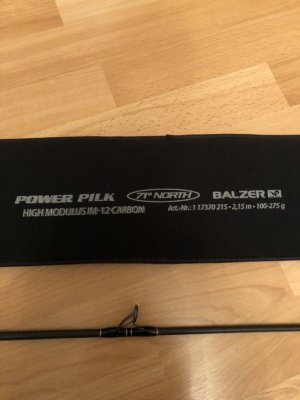 POWER PILK 71° NORTH BALZER
HIGH MODULUS IM-12 CARBON Art.-Nr.: 1 17370 215 • 2,15 m • 100-275 g